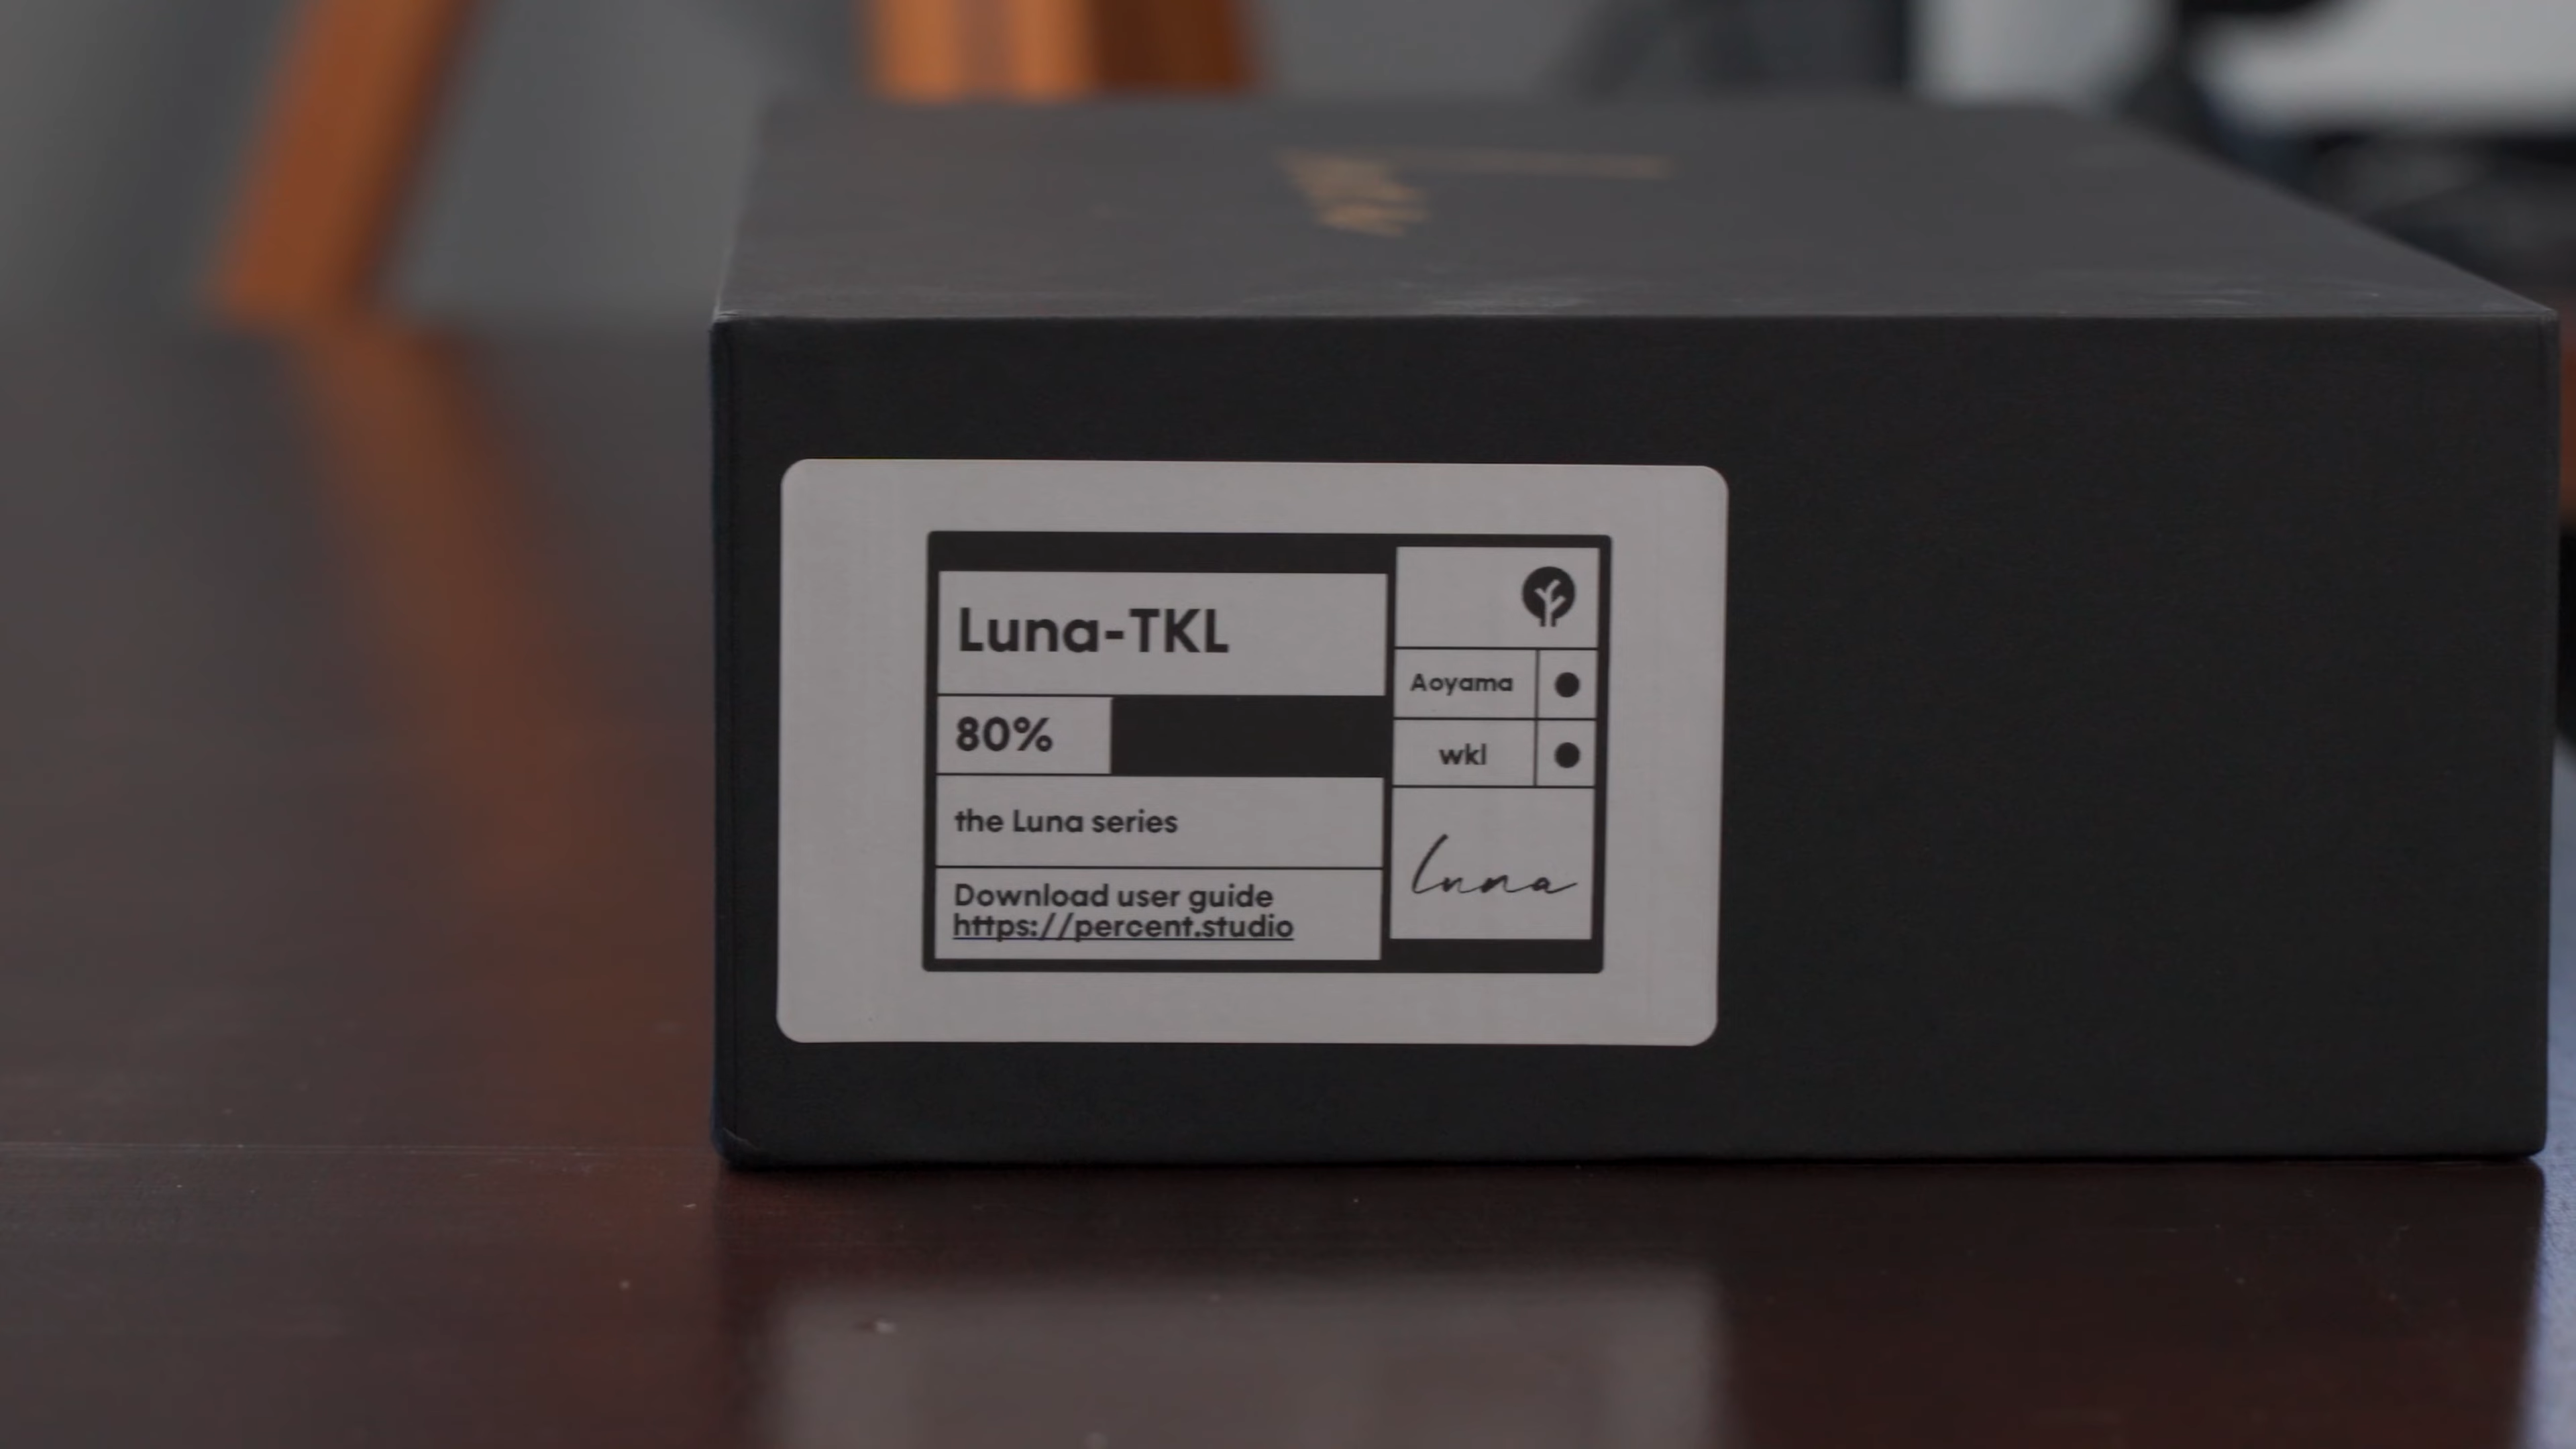 Luna-TKL
80%
the Luna series
Download user guide
https://percent.studio
Aoyama
wkl
luna